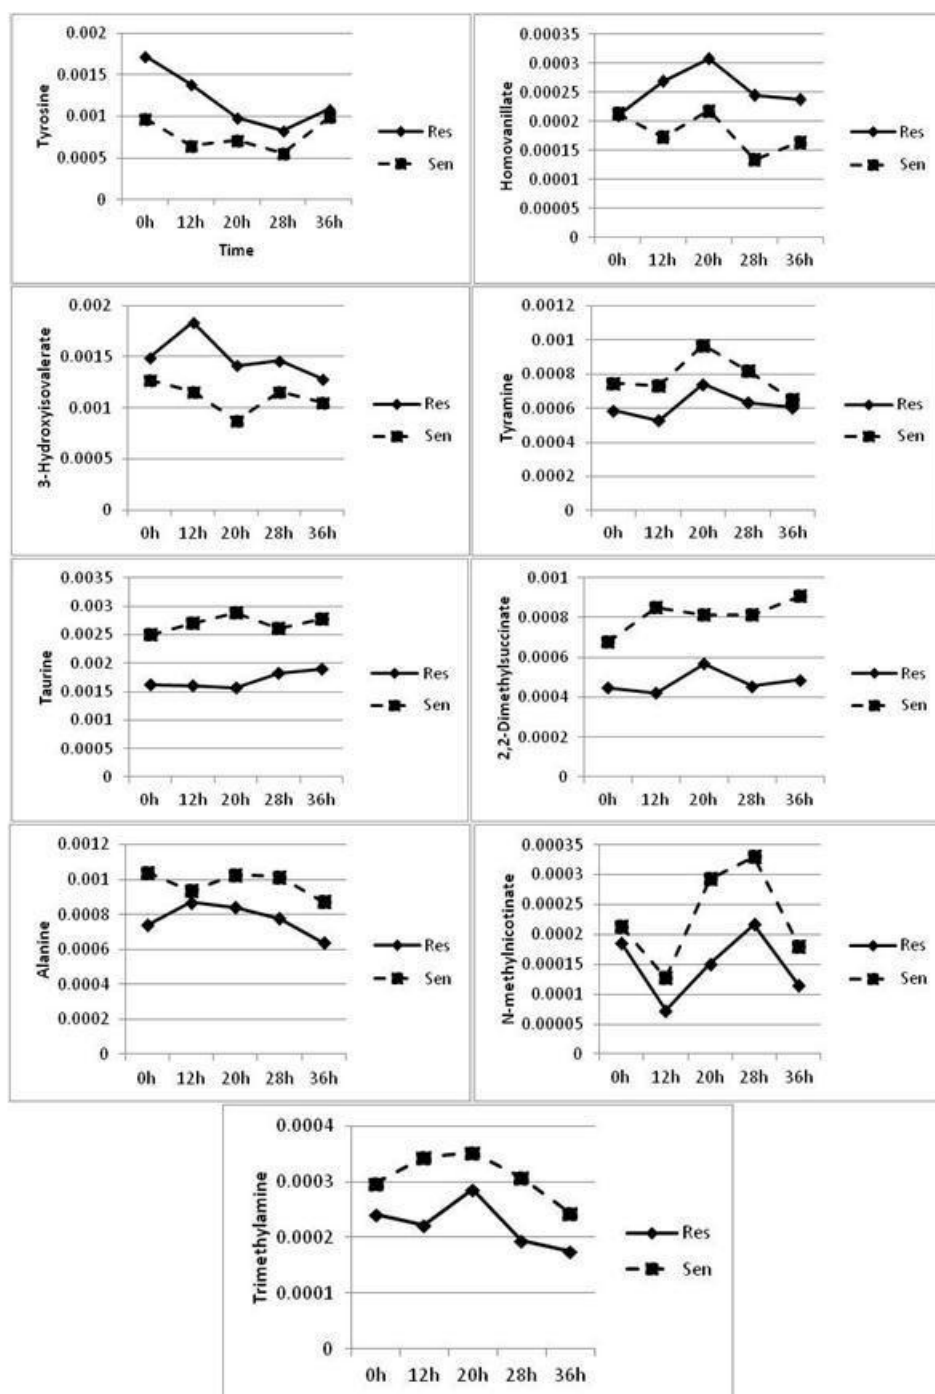 0.002
0.0015
0.001
0.0005
0
Tyrosine
0h 12h 20h 28h 36h
Time
Res
Sen
0.00035
0.0003
0.00025
0.0002
0.00015
0.0001
0.00005
0
Homovanillate
0h 12h 20h 28h 36h
Res
Sen
0.002
0.0015
0.001
0.0005
0
3-Hydroxyisovalerate
0h 12h 20h 28h 36h
Res
Sen
0.0012
0.001
0.0008
0.0006
0.0004
0.0002
0
Tyramine
0h 12h 20h 28h 36h
Res
Sen
0.0035
0.003
0.0025
0.002
0.0015
0.001
0.0005
0
Taurine
0h 12h 20h 28h 36h
Res
Sen
0.001
0.0008
0.0006
0.0004
0.0002
0
2,2-Dimethylsuccinate
0h 12h 20h 28h 36h
Res
Sen
0.0012
0.001
0.0008
0.0006
0.0004
0.0002
0
Alanine
0h 12h 20h 28h 36h
Res
Sen
0.00035
0.0003
0.00025
0.0002
0.00015
0.0001
0.00005
0
N-methylnicotinate
0h 12h 20h 28h 36h
Res
Sen
0.0004
0.0003
0.0002
0.0001
0
Trimethylamine
0h 12h 20h 28h 36h
Res
Sen